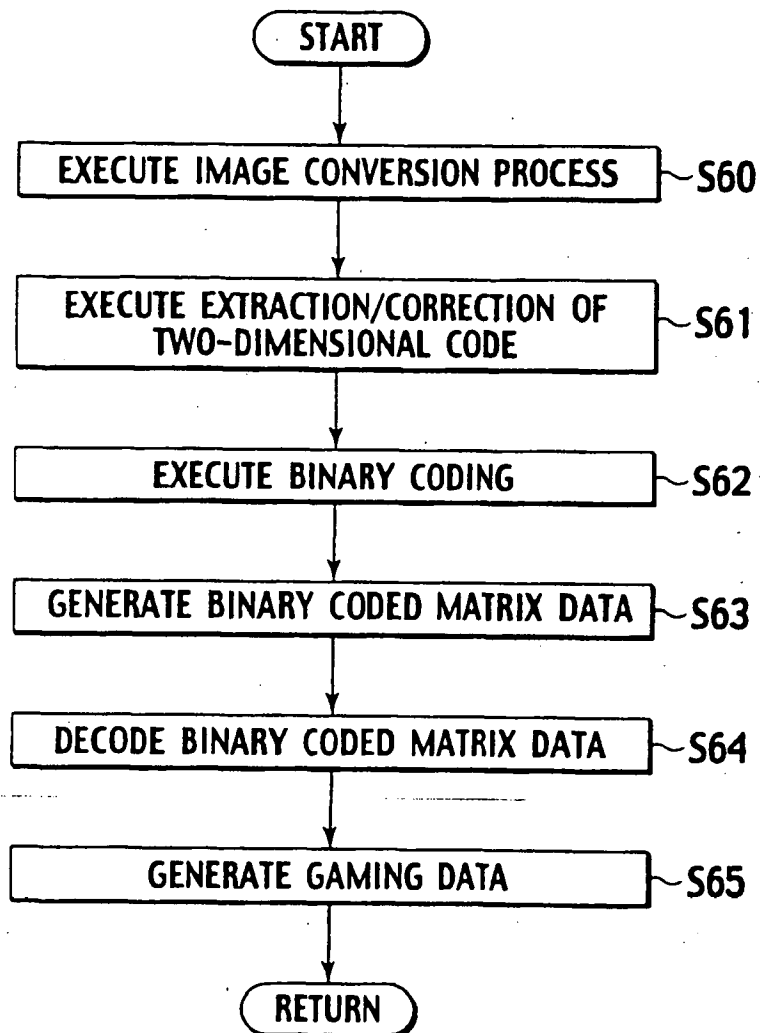 START
EXECUTE IMAGE CONVERSION PROCESS S60
EXECUTE EXTRACTION/CORRECTION OF
TWO-DIMENSIONAL CODE S61
EXECUTE BINARY CODING S62
GENERATE BINARY CODED MATRIX DATA S63
DECODE BINARY CODED MATRIX DATA S64
GENERATE GAMING DATA S65
RETURN